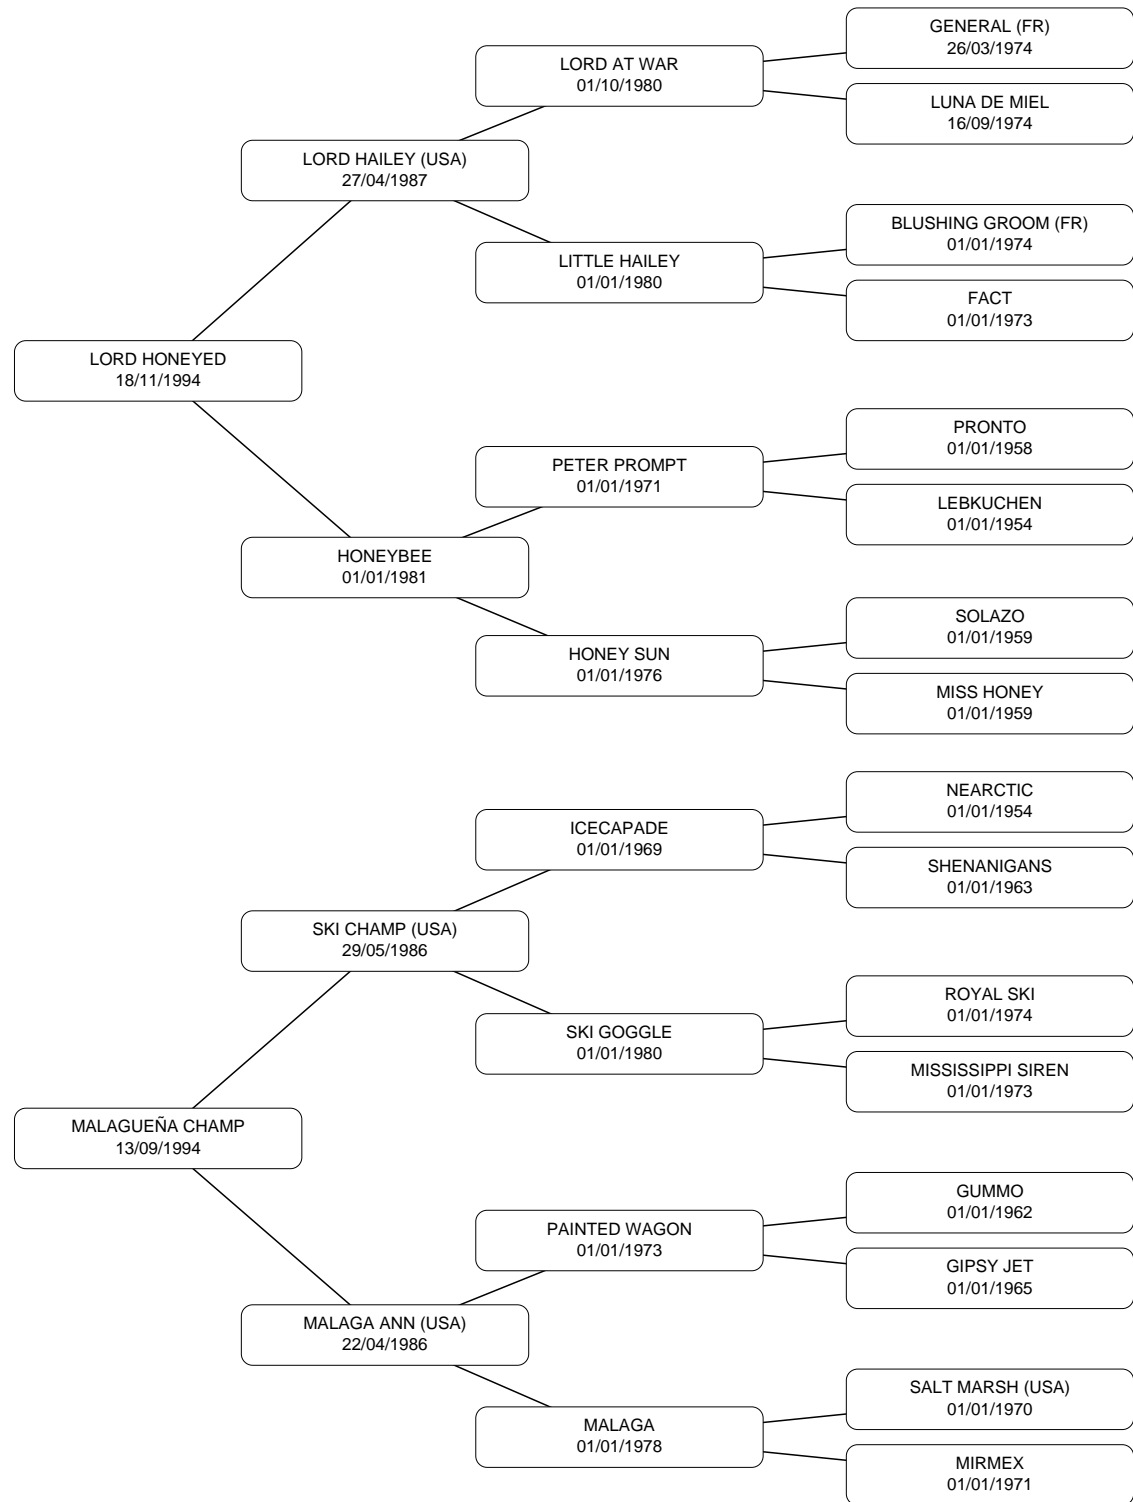 GENERAL (FR)
26/03/1974
LORD AT WAR
01/10/1980
LUNA DE MIEL
16/09/1974
LORD HAILEY (USA)
27/04/1987
BLUSHING GROOM (FR)
01/01/1974
LITTLE HAILEY
01/01/1980
FACT
01/01/1973
LORD HONEYED
18/11/1994
PRONTO
01/01/1958
PETER PROMPT
01/01/1971
LEBKUCHEN
01/01/1954
HONEYBEE
01/01/1981
SOLAZO
01/01/1959
HONEY SUN
01/01/1976
MISS HONEY
01/01/1959
NEARCTIC
01/01/1954
ICECAPADE
01/01/1969
SHENANIGANS
01/01/1963
SKI CHAMP (USA)
29/05/1986
ROYAL SKI
01/01/1974
SKI GOGGLE
01/01/1980
MISSISSIPPI SIREN
01/01/1973
MALAGUEÑA CHAMP
13/09/1994
GUMMO
01/01/1962
PAINTED WAGON
01/01/1973
GIPSY JET
01/01/1965
MALAGA ANN (USA)
22/04/1986
SALT MARSH (USA)
01/01/1970
MALAGA
01/01/1978
MIRMEX
01/01/1971